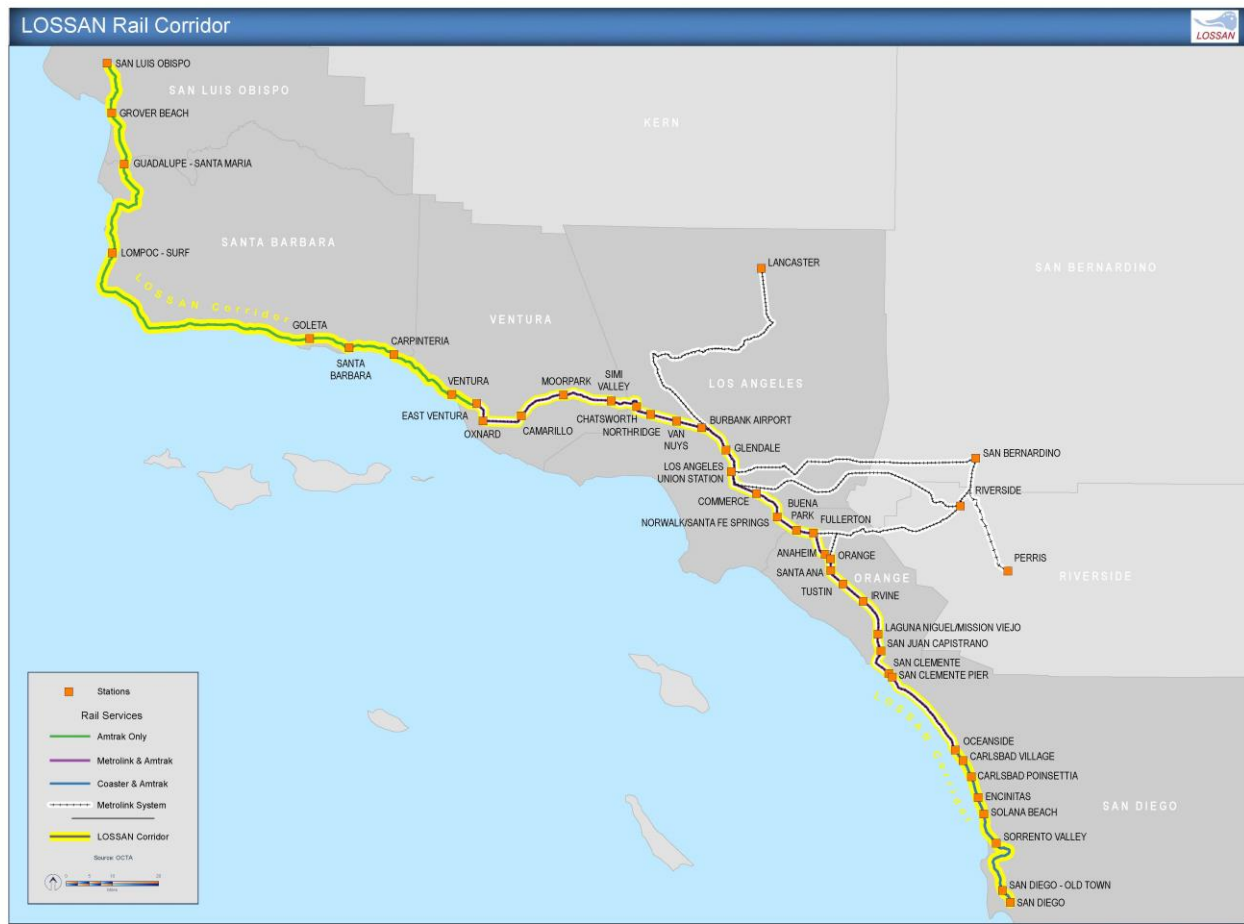 LOSSAN Rail Corridor
LOSSAN
SAN LUIS OBISPO
SAN LUIS OBISPO
GROVER BEACH
KERN
GUADALUPE - SANTA MARIA
SANTA BARBARA
LOMPOC - SURF
LANCASTER
SAN BERNARDINO
LOSSAN Corridor
VENTURA
GOLETA
SANTA
BARBARA
CARPINTERIA
VENTURA
EAST VENTURA
OXNARD
CAMARILLO
MOORPARK
SIMI
VALLEY
LOS ANGELES
CHATSWORTH
NORTHRIDGE
VAN
NUYS
BURBANK AIRPORT
GLENDALE
LOS ANGELES
UNION STATION
SAN BERNARDINO
RIVERSIDE
COMMERCE
BUENA
PARK
FULLERTON
NORWALK/SANTA FE SPRINGS
ANAHEIM
ORANGE
PERRIS
RIVERSIDE
SANTA ANA
ORANGE
TUSTIN
IRVINE
LAGUNA NIGUEL/MISSION VIEJO
SAN JUAN CAPISTRANO
SAN CLEMENTE
SAN CLEMENTE PIER
LOSSAN Corridor
OCEANSIDE
CARLSBAD VILLAGE
CARLSBAD POINSETTIA
ENCINITAS
SAN DIEGO
SOLANA BEACH
SORRENTO VALLEY
SAN DIEGO - OLD TOWN
SAN DIEGO
Stations
Rail Services
Amtrak Only
Metrolink & Amtrak
Coaster & Amtrak
Metrolink System
LOSSAN Corridor
Source: OCTA